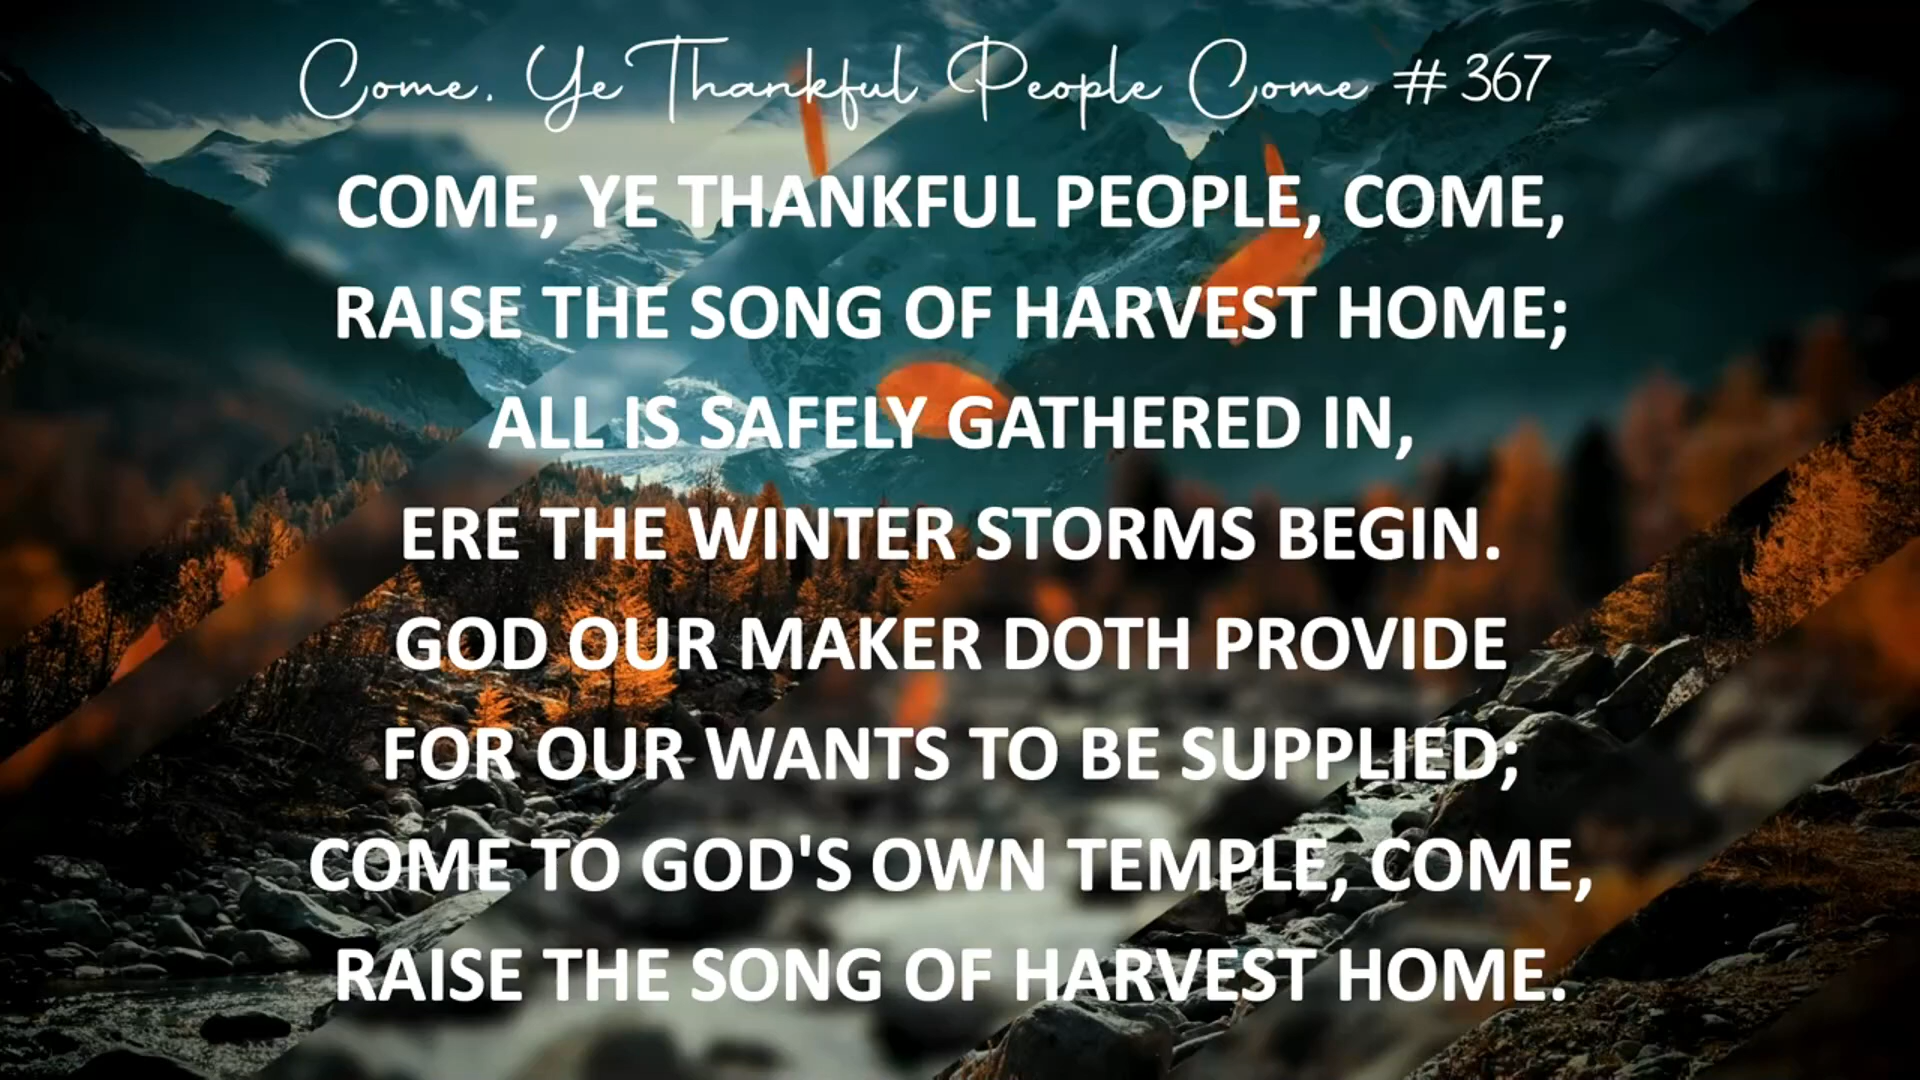 Come, Ye Thankful People Come # 367
COME, YE THANKFUL PEOPLE, COME,
RAISE THE SONG OF HARVEST HOME;
ALL IS SAFELY GATHERED IN,
ERE THE WINTER STORMS BEGIN.
GOD OUR MAKER DOTH PROVIDE
FOR OUR WANTS TO BE SUPPLIED;
COME TO GOD'S OWN TEMPLE, COME,
RAISE THE SONG OF HARVEST HOME.